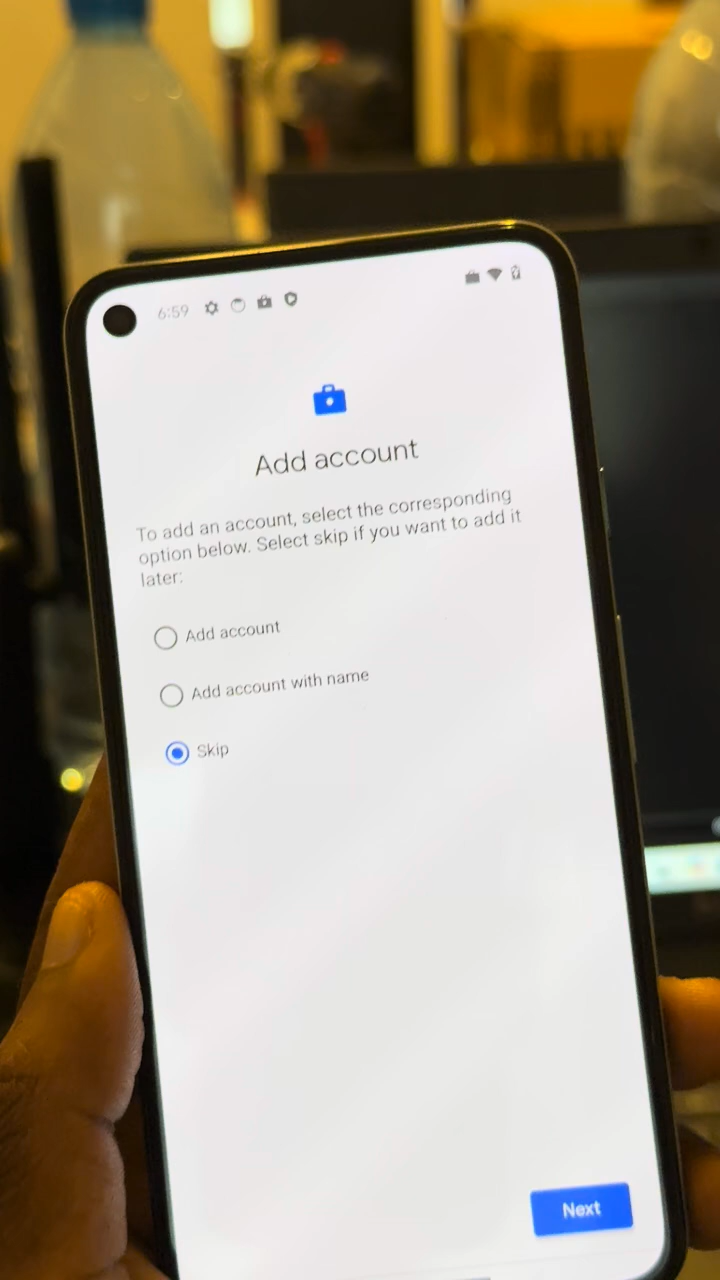 6:59
Add account
To add an account, select the corresponding
option below. Select skip if you want to add it
later:
Add account
Add account with name
Skip
Next